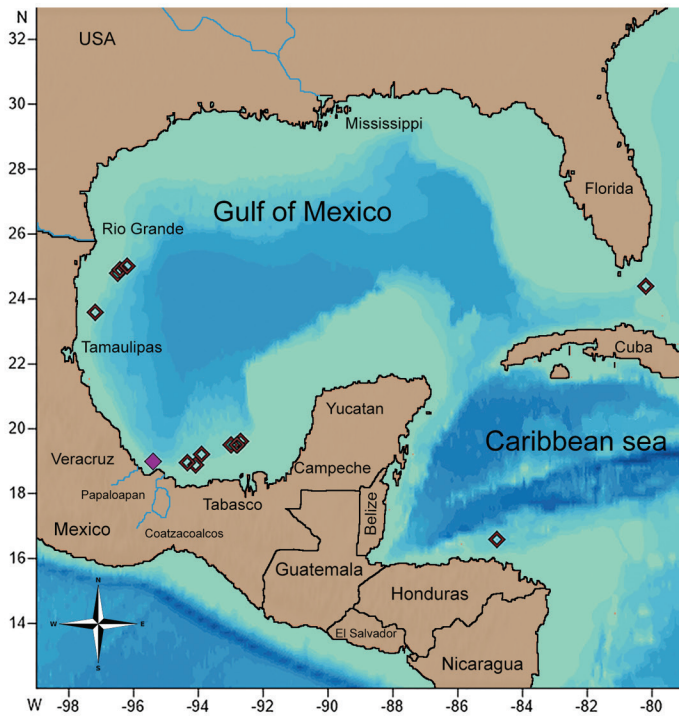 N
32
USA
30
Mississippi
28
Florida
Gulf of Mexico
Rio Grande
26
24
Tamaulipas
Cuba
22
Yucatan
20
Caribbean sea
Veracruz
Campeche
Papaloapan
18
Tabasco
Belize
Mexico
Coatzacoalcos
16
Guatemala
Honduras
N
14
W
E
El Salvador
S
Nicaragua
W -98 -96 -94 -92 -90 -88 -86 -84 -82 -80